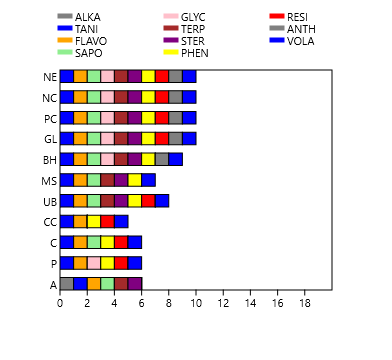 ALKA GLYC RESI
TANI TERP ANTH
FLAVO STER VOLA
SAPO PHEN
NE
NC
PC
GL
BH
MS
UB
CC
C
P
A
0 2 4 6 8 10 12 14 16 18